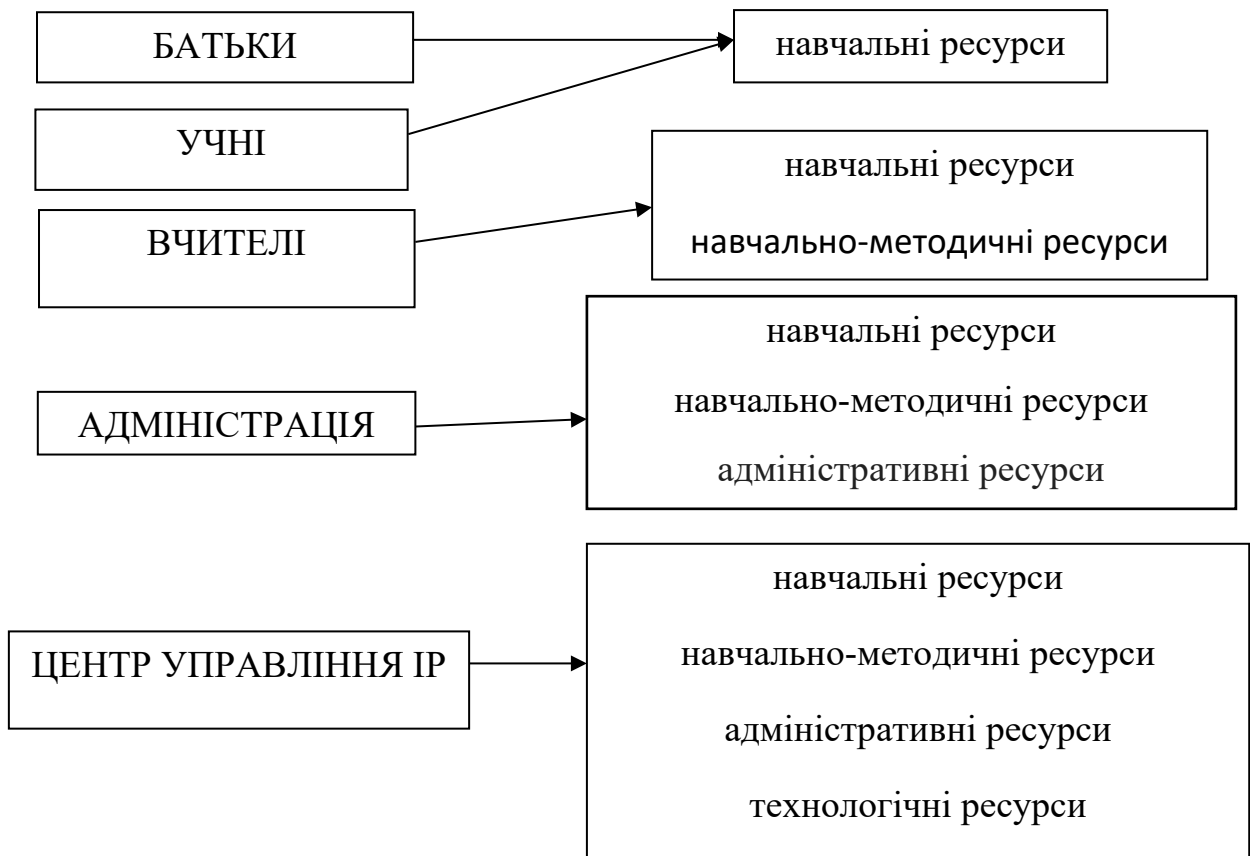 БАТЬКИ
навчальні ресурси
УЧНІ
навчальні ресурси
навчально-методичні ресурси
ВЧИТЕЛІ
навчальні ресурси
навчально-методичні ресурси
адміністративні ресурси
АДМІНІСТРАЦІЯ
навчальні ресурси
навчально-методичні ресурси
адміністративні ресурси
технологічні ресурси
ЦЕНТР УПРАВЛІННЯ ІР